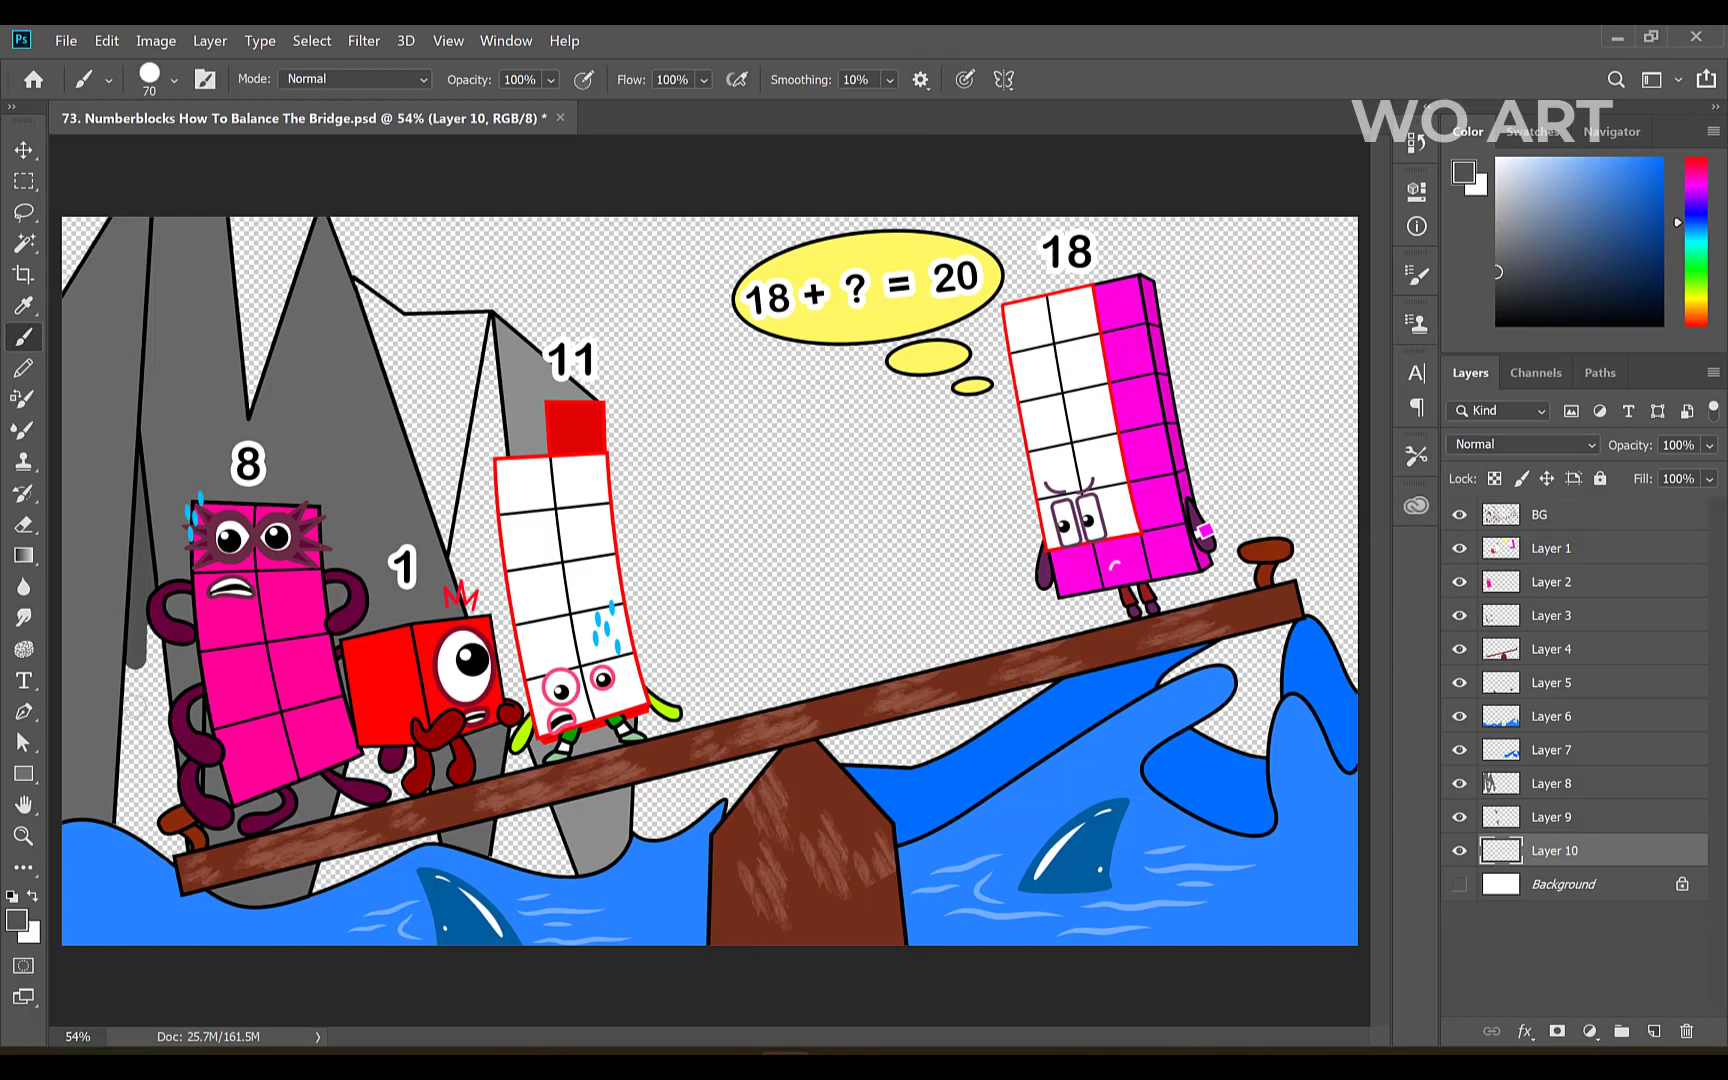 Ps File Edit Image Layer Type Select Filter 3D View Window Help
70 Mode: Normal Opacity: 100% Flow: 100% Smoothing: 10%
73. Numberblocks How To Balance The Bridge.psd @ 54% (Layer 10, RGB/8) *
WO ART
Color Swatches Navigator
18 + ? = 20
18
11
8
1
Layers Channels Paths
Kind
Normal Opacity: 100%
Lock: Fill: 100%
BG
Layer 1
Layer 2
Layer 3
Layer 4
Layer 5
Layer 6
Layer 7
Layer 8
Layer 9
Layer 10
Background
fx
54% Doc: 25.7M/161.5M